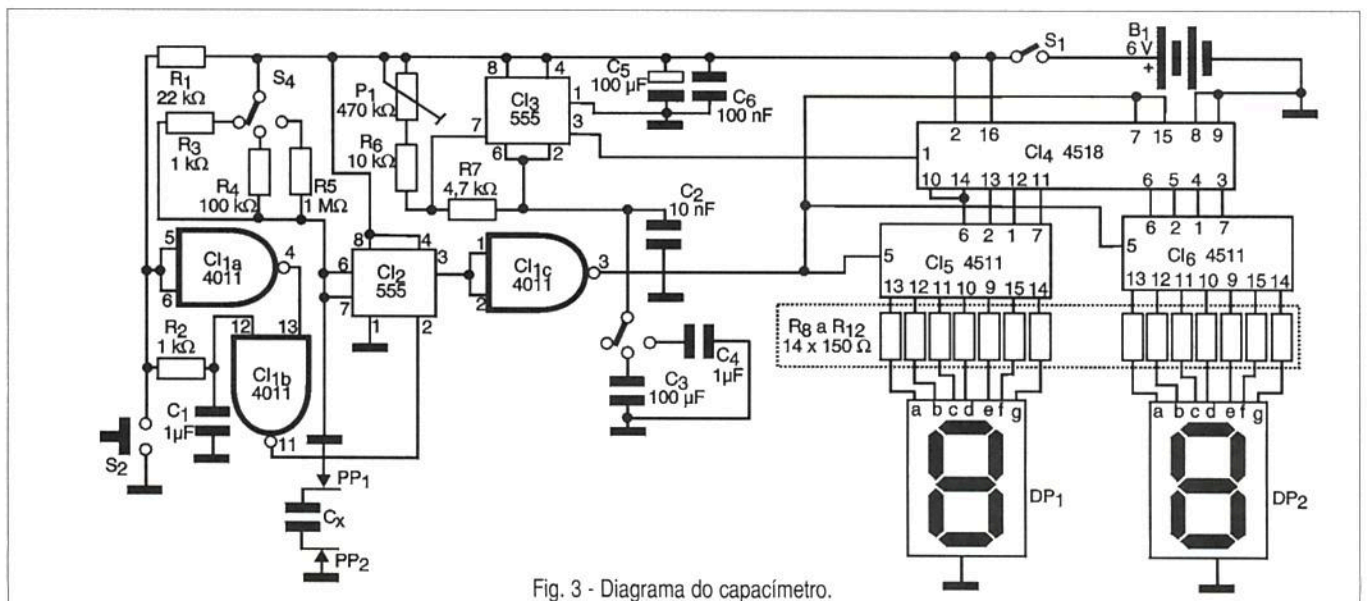 R1
22 kΩ
S4
R3
1 kΩ
R4
100 kΩ
R5
1 MΩ
P1
470 kΩ
R6
10 kΩ
R7
4,7 kΩ
8
4
CI3
555
1
3
7
6
2
C5
100 µF
C6
100 nF
C2
10 nF
S1
B1
6 V
+
2
16
7
15
8
9
1
CI4 4518
10
14
13
12
11
6
5
4
3
5
6
CI1a
4011
4
R2
1 kΩ
12
13
CI1b
4011
11
C1
1µF
S2
8
4
6
7
CI2
555
3
1
2
1
2
CI1c
4011
3
PP1
Cx
PP2
C3
100 µF
C4
1µF
6
2
1
7
5
CI5 4511
13
12
11
10
9
15
14
6
2
1
7
5
CI6 4511
13
12
11
10
9
15
14
R8 a R12
14 x 150 Ω
a
b
c
d
e
f
g
DP1
a
b
c
d
e
f
g
DP2
Fig. 3 - Diagrama do capacímetro.